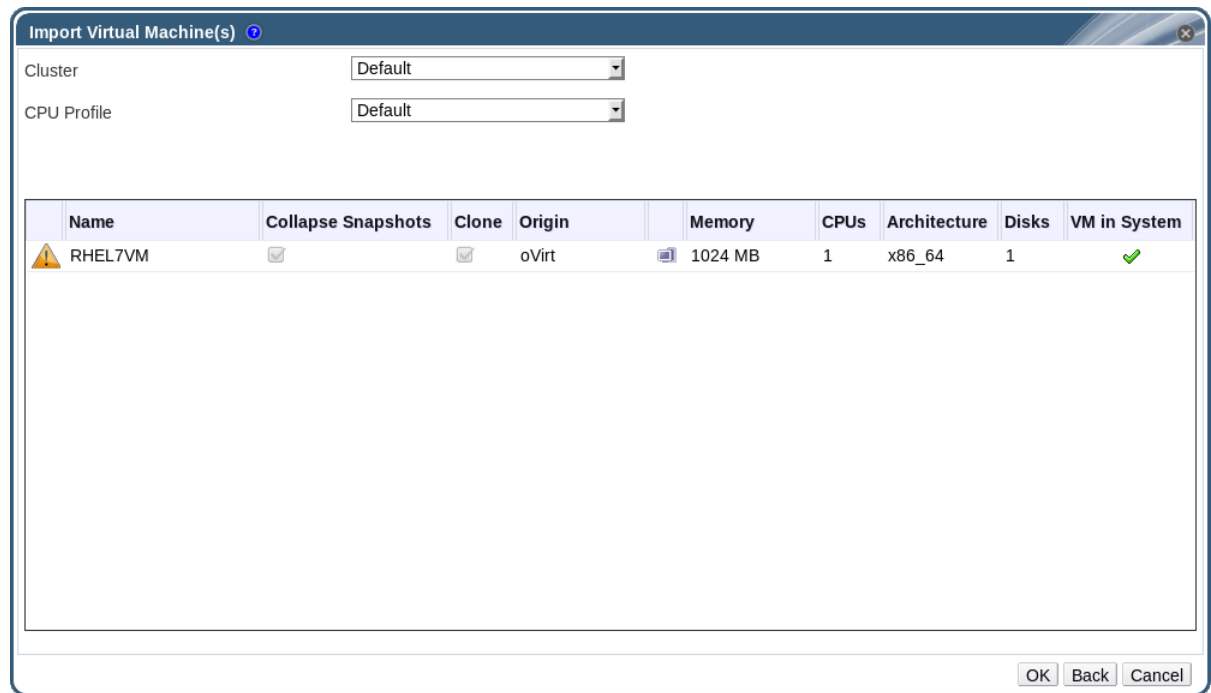 Import Virtual Machine(s) ?
Cluster Default
CPU Profile Default
Name Collapse Snapshots Clone Origin Memory CPUs Architecture Disks VM in System
RHEL7VM oVirt 1024 MB 1 x86_64 1
OK Back Cancel